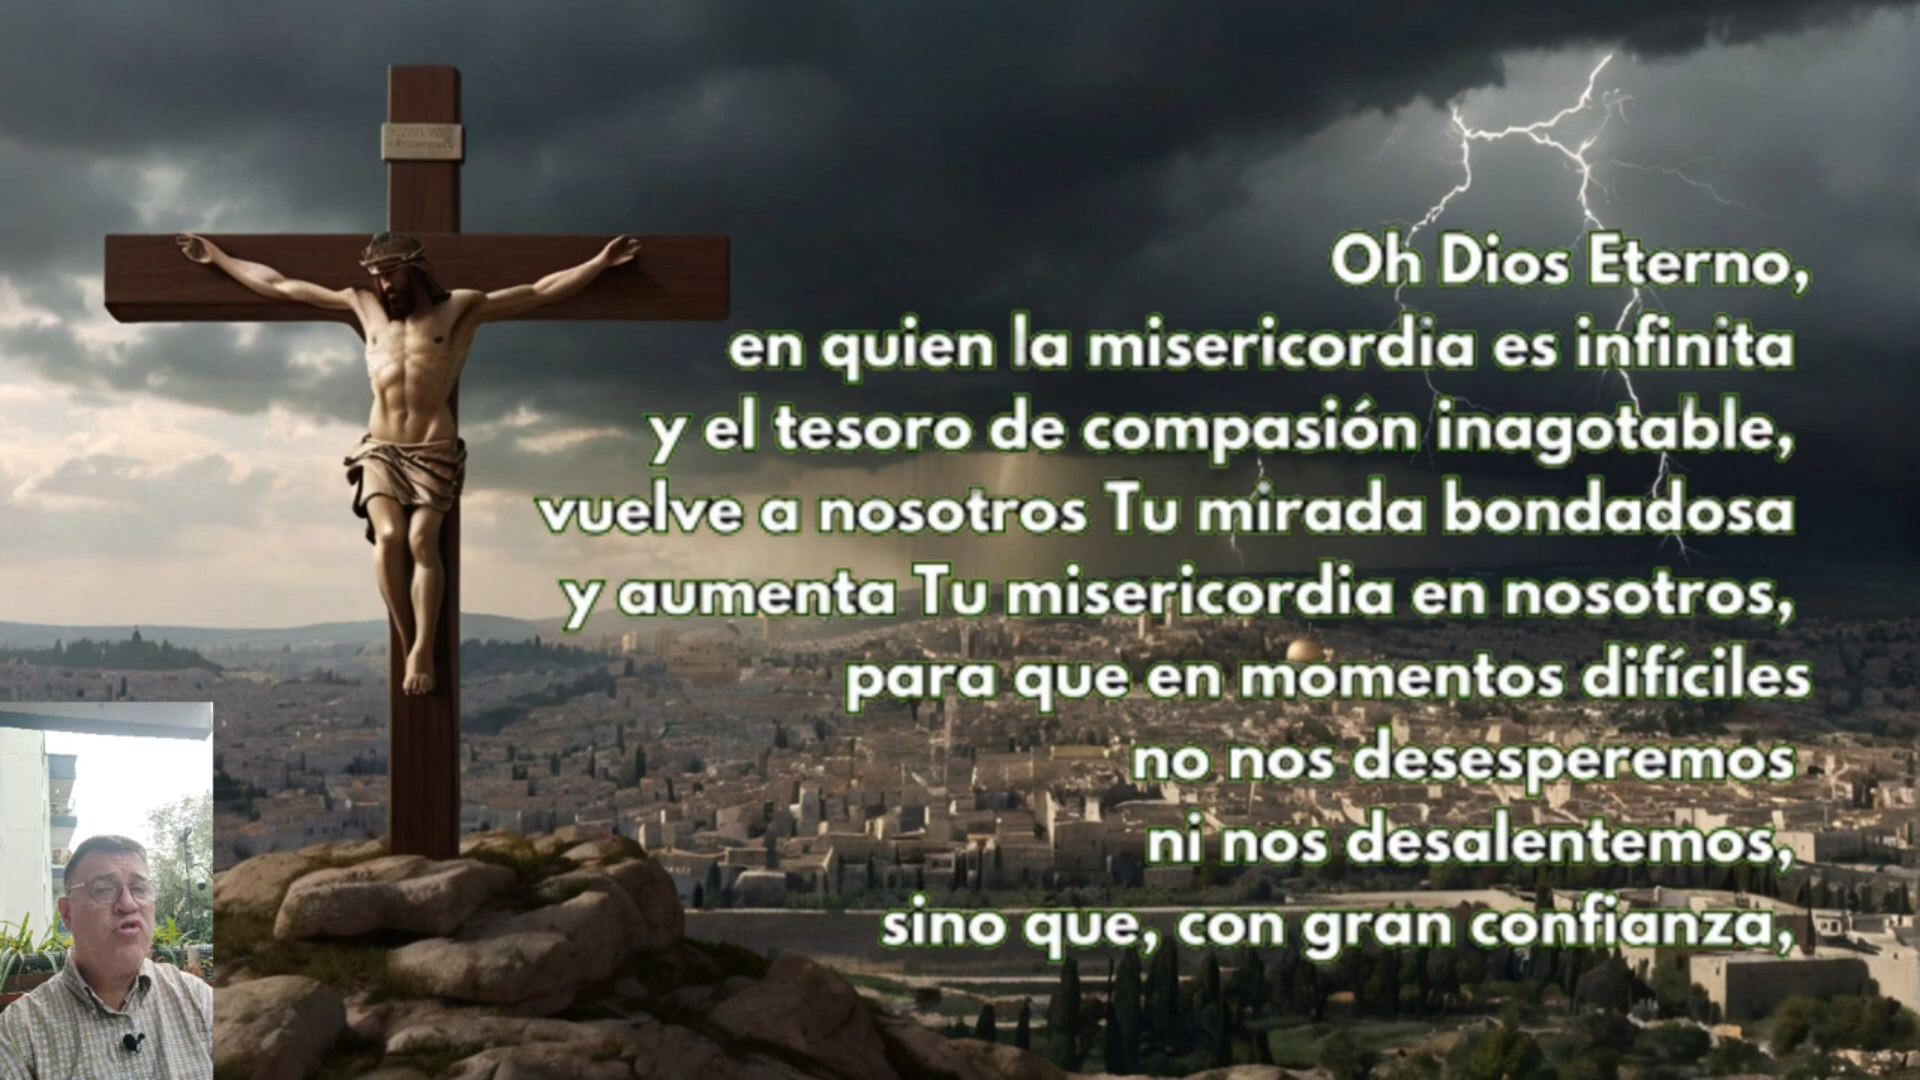 Oh Dios Eterno,
en quien la misericordia es infinita
y el tesoro de compasión inagotable,
vuelve a nosotros Tu mirada bondadosa
y aumenta Tu misericordia en nosotros,
para que en momentos difíciles
no nos desesperemos
ni nos desalentemos,
sino que, con gran confianza,